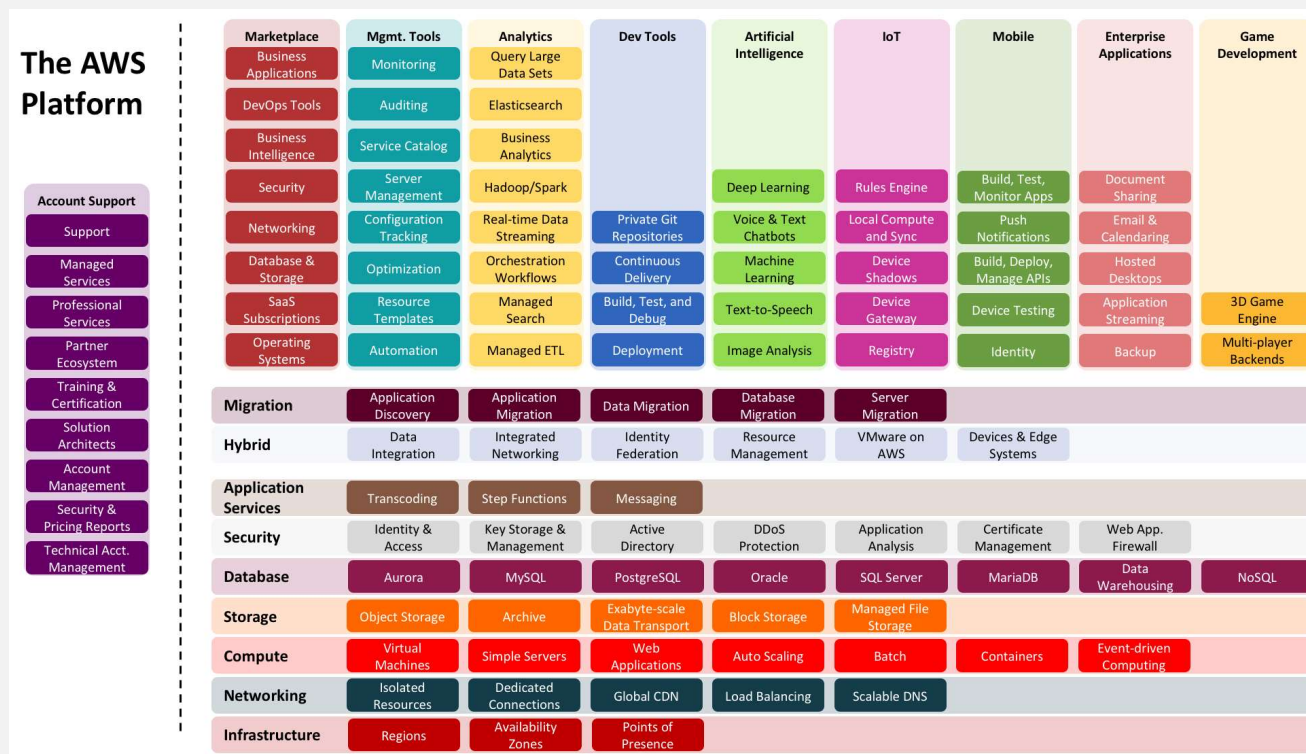 The AWS
Platform
Account Support
Support
Managed
Services
Professional
Services
Partner
Ecosystem
Training &
Certification
Solution
Architects
Account
Management
Security &
Pricing Reports
Technical Acct.
Management
Marketplace
Business
Applications
DevOps Tools
Business
Intelligence
Security
Networking
Database &
Storage
SaaS
Subscriptions
Operating
Systems
Mgmt. Tools
Monitoring
Auditing
Service Catalog
Server
Management
Configuration
Tracking
Optimization
Resource
Templates
Automation
Analytics
Query Large
Data Sets
Elasticsearch
Business
Analytics
Hadoop/Spark
Real-time Data
Streaming
Orchestration
Workflows
Managed
Search
Managed ETL
Dev Tools
Private Git
Repositories
Continuous
Delivery
Build, Test, and
Debug
Deployment
Artificial
Intelligence
Deep Learning
Voice & Text
Chatbots
Machine
Learning
Text-to-Speech
Image Analysis
IoT
Rules Engine
Local Compute
and Sync
Device
Shadows
Device
Gateway
Registry
Mobile
Build, Test,
Monitor Apps
Push
Notifications
Build, Deploy,
Manage APIs
Device Testing
Identity
Enterprise
Applications
Document
Sharing
Email &
Calendaring
Hosted
Desktops
Application
Streaming
Backup
Game
Development
3D Game
Engine
Multi-player
Backends
Migration
Application
Discovery
Application
Migration
Data Migration
Database
Migration
Server
Migration
Hybrid
Data
Integration
Integrated
Networking
Identity
Federation
Resource
Management
VMware on
AWS
Devices & Edge
Systems
Application
Services
Transcoding
Step Functions
Messaging
Security
Identity &
Access
Key Storage &
Management
Active
Directory
DDoS
Protection
Application
Analysis
Certificate
Management
Web App.
Firewall
Database
Aurora
MySQL
PostgreSQL
Oracle
SQL Server
MariaDB
Data
Warehousing
NoSQL
Storage
Object Storage
Archive
Exabyte-scale
Data Transport
Block Storage
Managed File
Storage
Compute
Virtual
Machines
Simple Servers
Web
Applications
Auto Scaling
Batch
Containers
Event-driven
Computing
Networking
Isolated
Resources
Dedicated
Connections
Global CDN
Load Balancing
Scalable DNS
Infrastructure
Regions
Availability
Zones
Points of
Presence